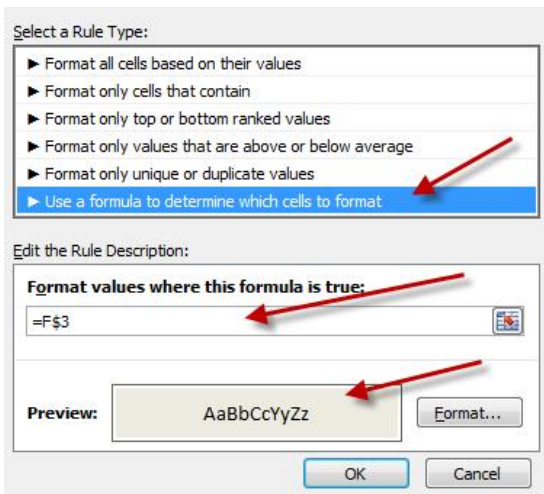 Select a Rule Type:
► Format all cells based on their values
► Format only cells that contain
► Format only top or bottom ranked values
► Format only values that are above or below average
► Format only unique or duplicate values
► Use a formula to determine which cells to format
Edit the Rule Description:
Format values where this formula is true:
=F$3
Preview: AaBbCcYyZz Format...
OK Cancel